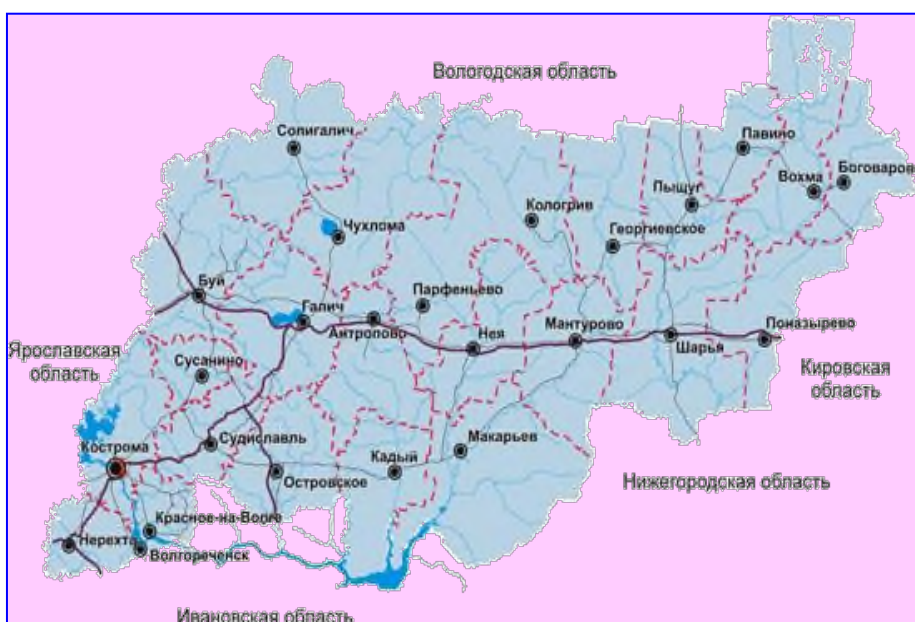 Вологодская область
Солигалич
Павино
Боговарово
Вохма
Пыщуг
Кологрив
Чухлома
Георгиевское
Буй
Парфеньево
Галич
Антропово
Нея
Мантурово
Поназырево
Шарья
Ярославская
область
Сусанино
Кировская
область
Судиславль
Макарьев
Кострома
Кадый
Островское
Нижегородская область
Красное-на-Волге
Нерехта
Волгореченск
Ивановская область